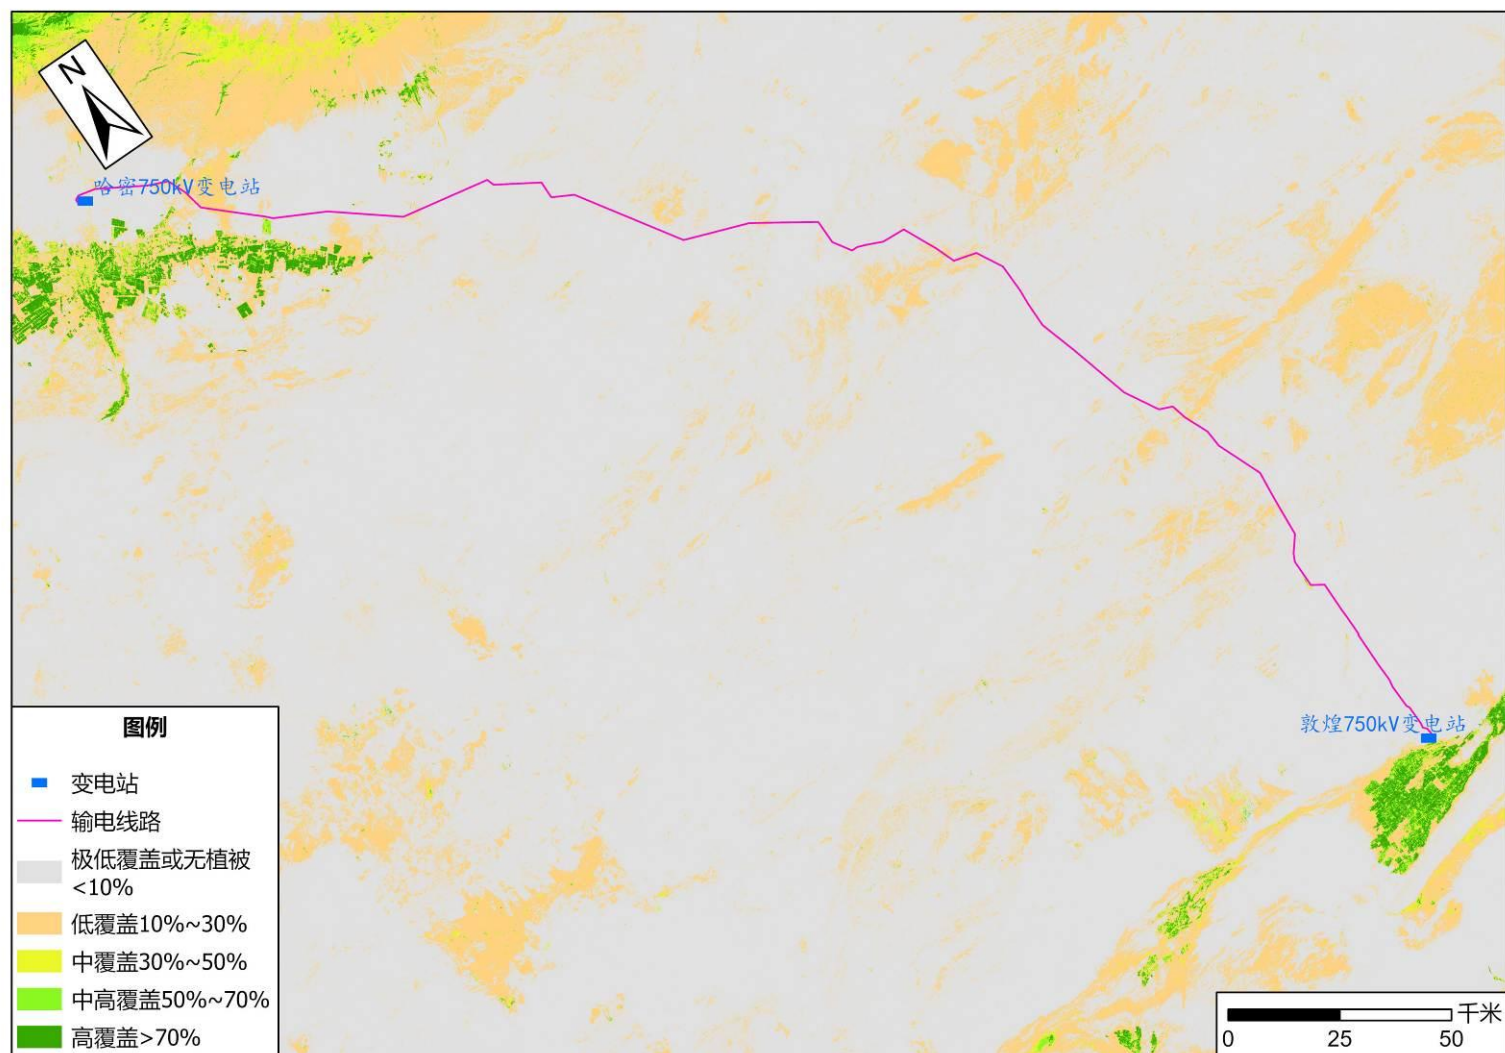 N
哈密750kV变电站
敦煌750kV变电站
图例
变电站
输电线路
极低覆盖或无植被
<10%
低覆盖10%~30%
中覆盖30%~50%
中高覆盖50%~70%
高覆盖>70%
千米
0 25 50